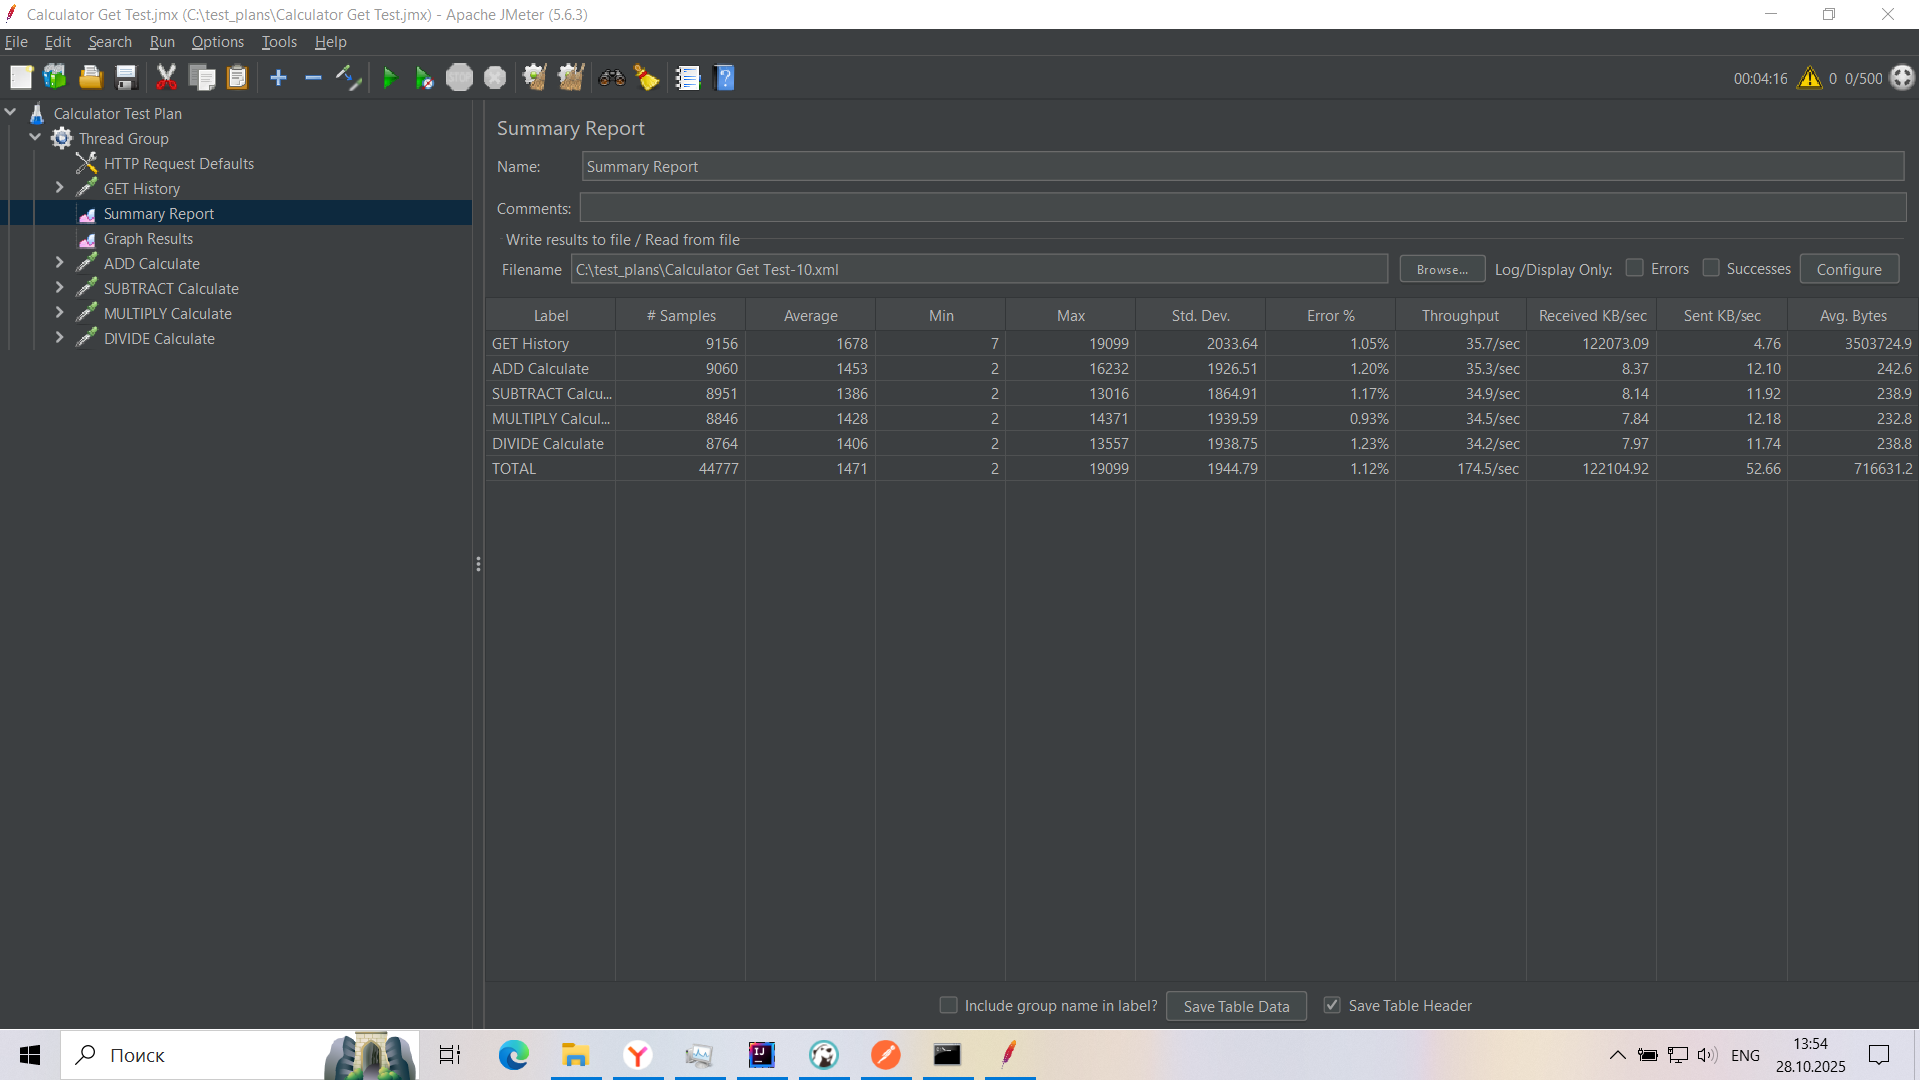 Calculator Get Test.jmx (C:\test_plans\Calculator Get Test.jmx) - Apache JMeter (5.6.3)
File Edit Search Run Options Tools Help
STOP 00:04:16 0 0/500
Calculator Test Plan
Thread Group
HTTP Request Defaults
GET History
Summary Report
Graph Results
ADD Calculate
SUBTRACT Calculate
MULTIPLY Calculate
DIVIDE Calculate
Summary Report
Name: Summary Report
Comments:
Write results to file / Read from file
Filename C:\test_plans\Calculator Get Test-10.xml Browse... Log/Display Only: Errors Successes Configure
Label # Samples Average Min Max Std. Dev. Error % Throughput Received KB/sec Sent KB/sec Avg. Bytes
GET History 9156 1678 7 19099 2033.64 1.05% 35.7/sec 122073.09 4.76 3503724.9
ADD Calculate 9060 1453 2 16232 1926.51 1.20% 35.3/sec 8.37 12.10 242.6
SUBTRACT Calcu... 8951 1386 2 13016 1864.91 1.17% 34.9/sec 8.14 11.92 238.9
MULTIPLY Calcul... 8846 1428 2 14371 1939.59 0.93% 34.5/sec 7.84 12.18 232.8
DIVIDE Calculate 8764 1406 2 13557 1938.75 1.23% 34.2/sec 7.97 11.74 238.8
TOTAL 44777 1471 2 19099 1944.79 1.12% 174.5/sec 122104.92 52.66 716631.2
Include group name in label? Save Table Data Save Table Header
Поиск
ENG
13:54
28.10.2025